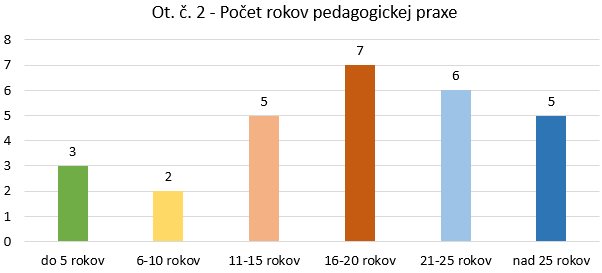 Ot. č. 2 - Počet rokov pedagogickej praxe
8
7
6
5
4
3
2
1
0
3
2
5
7
6
5
do 5 rokov
6-10 rokov
11-15 rokov
16-20 rokov
21-25 rokov
nad 25 rokov